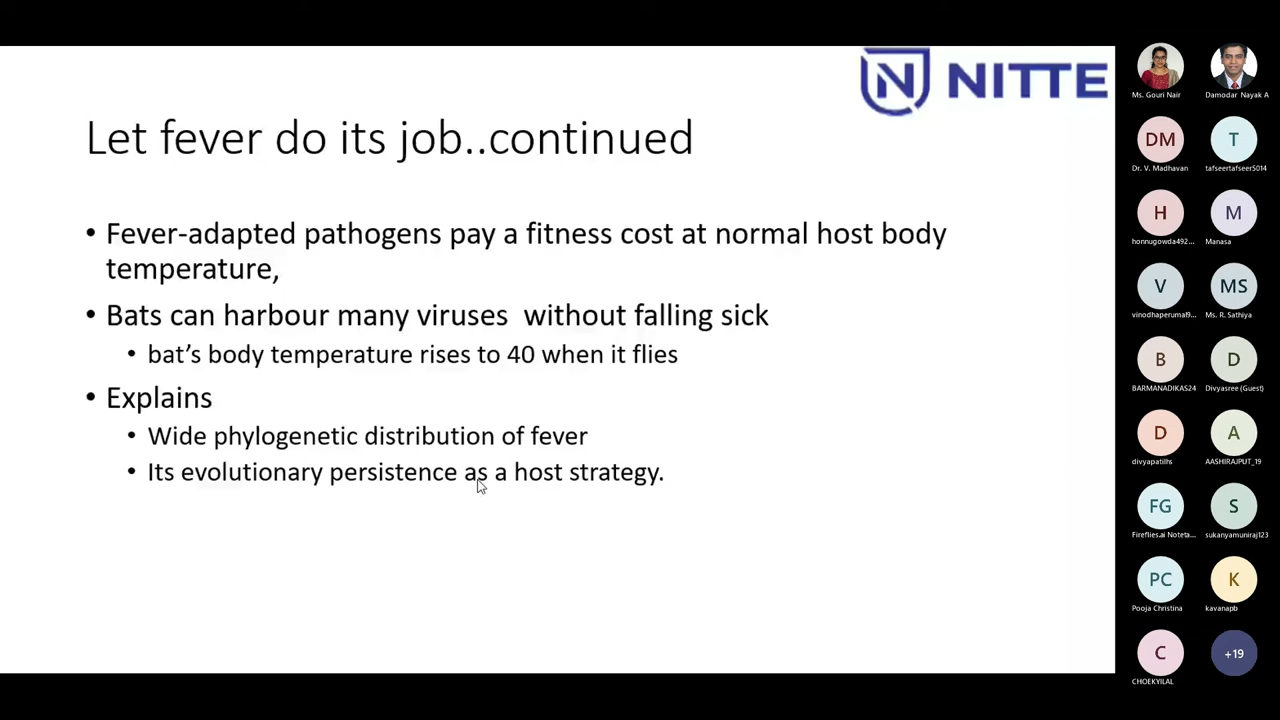 NITTE
Let fever do its job..continued
• Fever-adapted pathogens pay a fitness cost at normal host body
temperature,
• Bats can harbour many viruses  without falling sick
• bat's body temperature rises to 40 when it flies
• Explains
• Wide phylogenetic distribution of fever
• Its evolutionary persistence as a host strategy.
Ms. Gouri Nair
Damodar Nayak A
DM
Dr. V. Madhavan
T
tafseertafseer5014
H
honnugowda492...
M
Manasa
V
vinodhaperumal9...
MS
Ms. R. Sathiya
B
BARMANADIKAS24
D
Divyasree (Guest)
D
divyapatilhs
A
AASHIRAJPUT_19
FG
Fireflies.ai Noteta...
S
sukanyamuniraj123
PC
Pooja Christina
K
kavanapb
C
CHOEKYILAL
+19